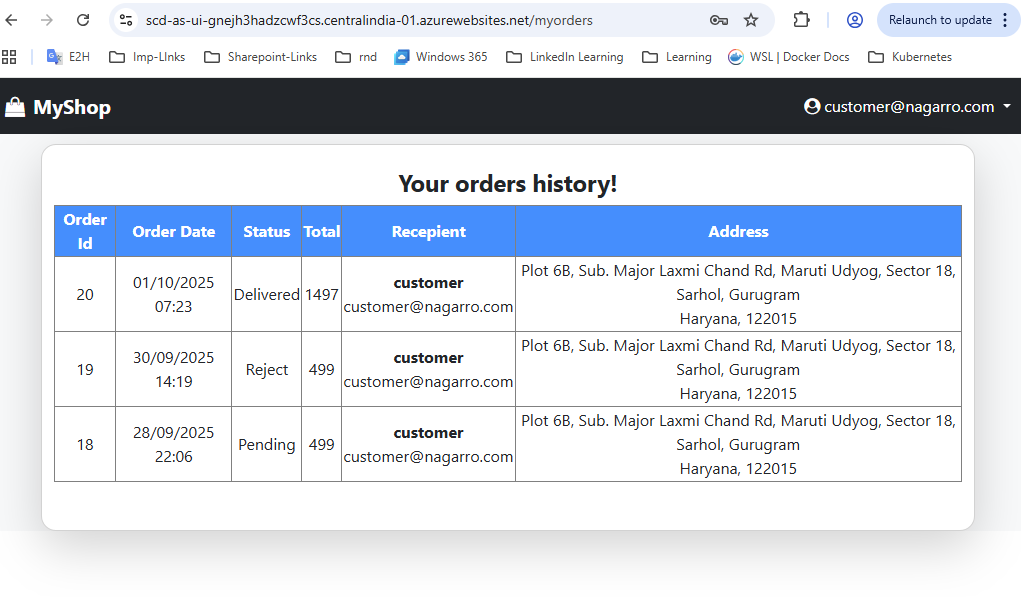 scd-as-ui-gnejh3hadzcwf3cs.centralindia-01.azurewebsites.net/myorders
Relaunch to update
E2H
Imp-LInks
Sharepoint-Links
rnd
Windows 365
LinkedIn Learning
Learning
WSL | Docker Docs
Kubernetes
MyShop
customer@nagarro.com
Your orders history!
Order Id Order Date Status Total Recepient Address
20 01/10/2025 07:23 Delivered 1497 customer customer@nagarro.com Plot 6B, Sub. Major Laxmi Chand Rd, Maruti Udyog, Sector 18, Sarhol, Gurugram Haryana, 122015
19 30/09/2025 14:19 Reject 499 customer customer@nagarro.com Plot 6B, Sub. Major Laxmi Chand Rd, Maruti Udyog, Sector 18, Sarhol, Gurugram Haryana, 122015
18 28/09/2025 22:06 Pending 499 customer customer@nagarro.com Plot 6B, Sub. Major Laxmi Chand Rd, Maruti Udyog, Sector 18, Sarhol, Gurugram Haryana, 122015